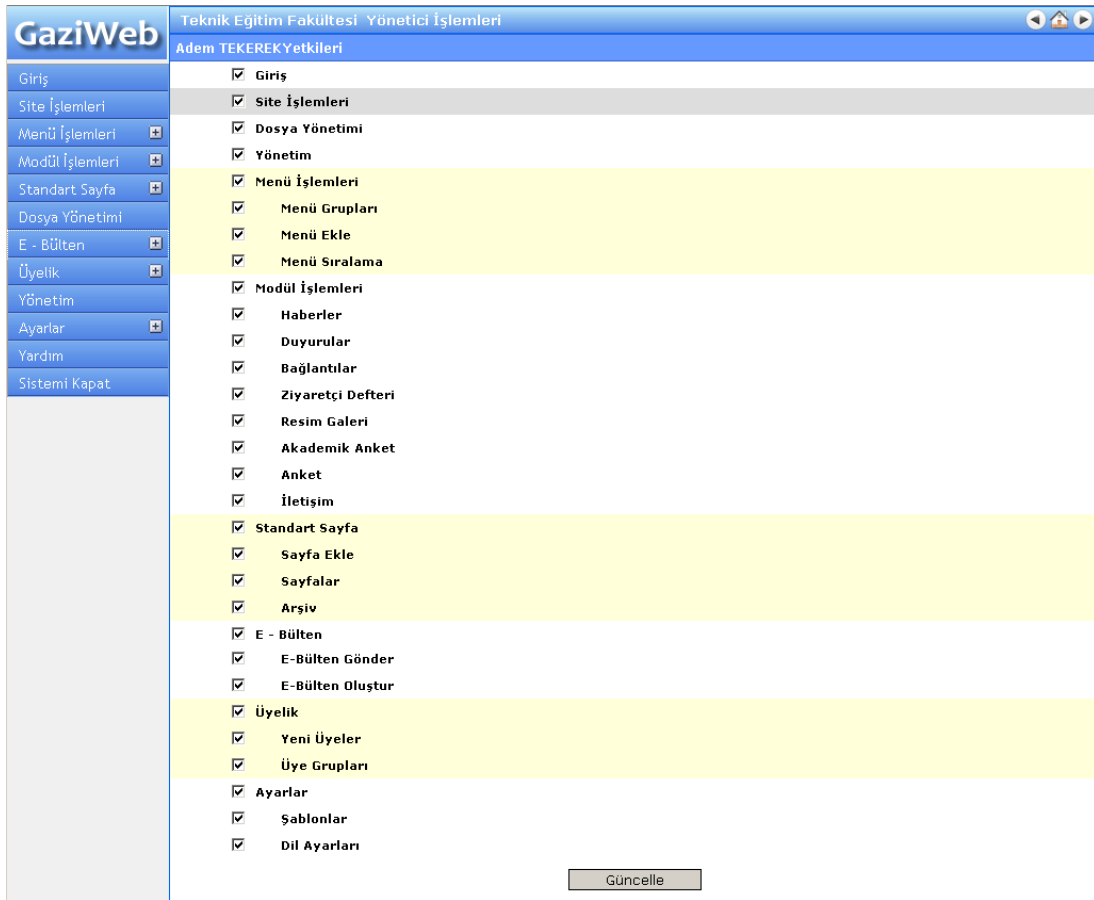 GaziWeb
Teknik Eğitim Fakültesi Yönetici İşlemleri
Adem TEKEREKYetkileri
Giriş
Site İşlemleri
Menü İşlemleri
Modül İşlemleri
Standart Sayfa
Dosya Yönetimi
E - Bülten
Üyelik
Yönetim
Ayarlar
Yardım
Sistemi Kapat
Giriş
Site İşlemleri
Dosya Yönetimi
Yönetim
Menü İşlemleri
Menü Grupları
Menü Ekle
Menü Sıralama
Modül İşlemleri
Haberler
Duyurular
Bağlantılar
Ziyaretçi Defteri
Resim Galeri
Akademik Anket
Anket
İletişim
Standart Sayfa
Sayfa Ekle
Sayfalar
Arşiv
E - Bülten
E-Bülten Gönder
E-Bülten Oluştur
Üyelik
Yeni Üyeler
Üye Grupları
Ayarlar
Şablonlar
Dil Ayarları
Güncelle